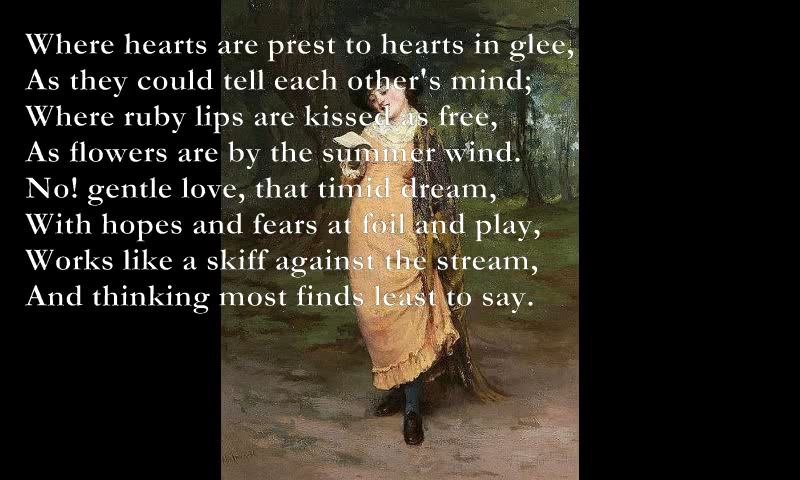 Where hearts are prest to hearts in glee,
As they could tell each other's mind;
Where ruby lips are kissed as free,
As flowers are by the summer wind.
No! gentle love, that timid dream,
With hopes and fears at foil and play,
Works like a skiff against the stream,
And thinking most finds least to say.